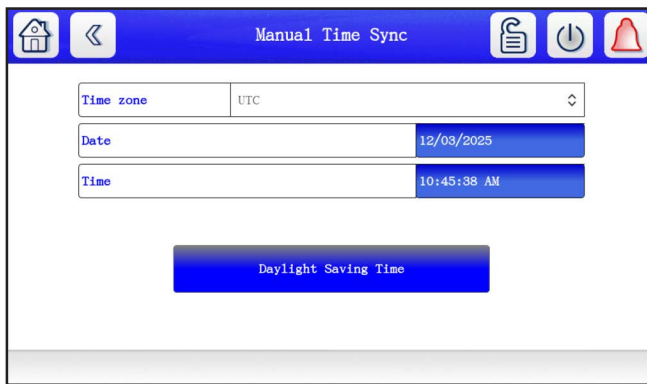 Manual Time Sync
Time zone UTC
Date 12/03/2025
Time 10:45:38 AM
Daylight Saving Time